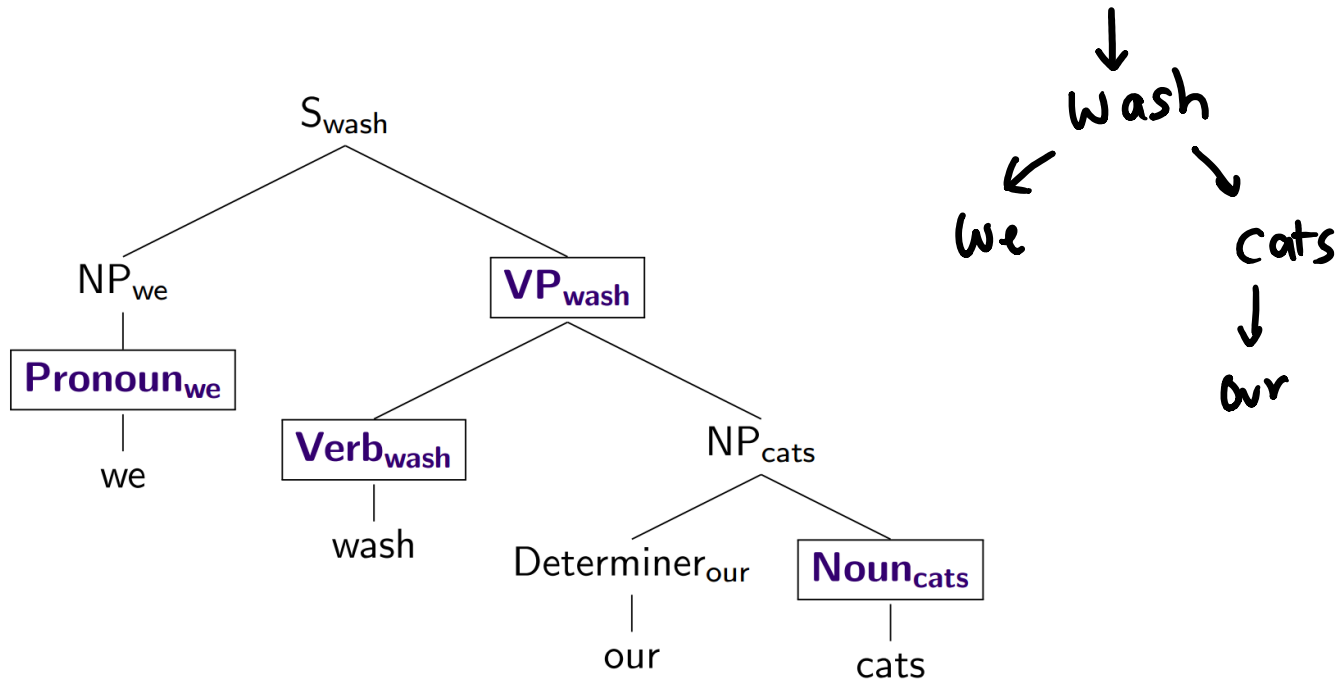 S_wash
NP_we
VP_wash
Pronoun_we
we
Verb_wash
wash
NP_cats
Determiner_our
our
Noun_cats
cats
wash
we
cats
our